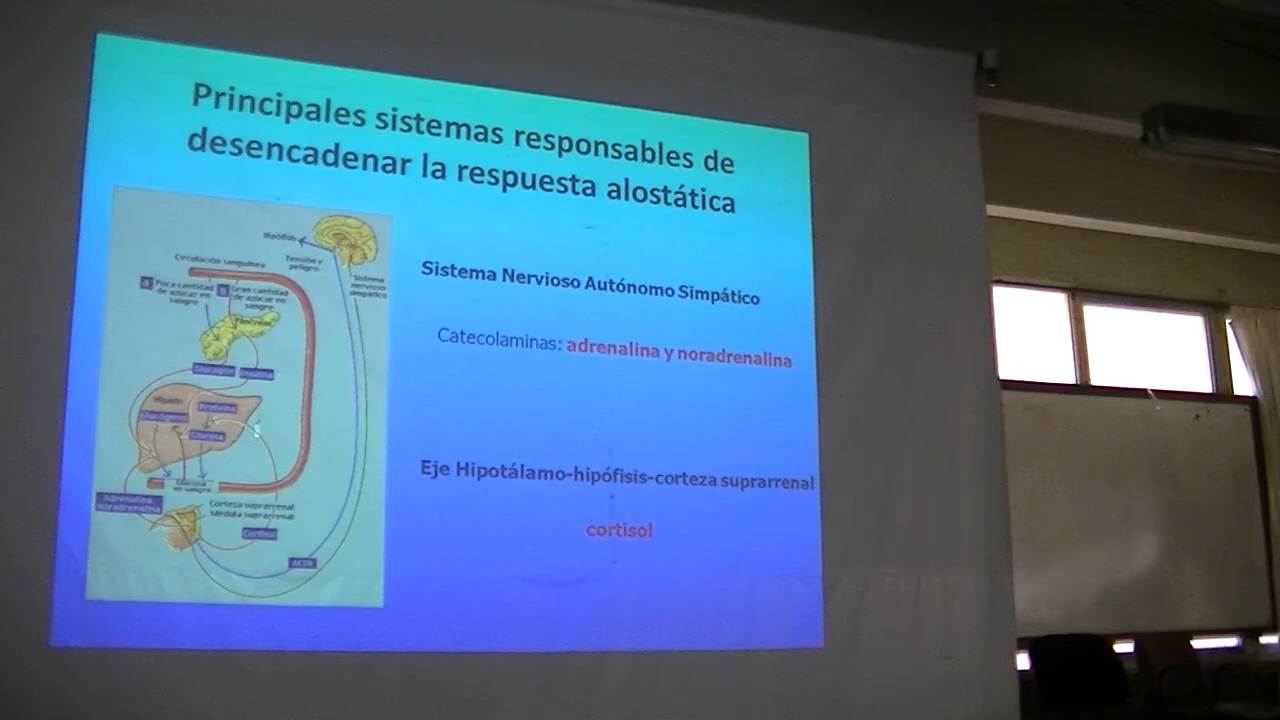 Principales sistemas responsables de
desencadenar la respuesta alostática
Hipófisis
Circulación sanguínea
Tensión y
peligro
Sistema
nervioso
simpático
a Poca cantidad
de azúcar en
sangre
b Gran cantidad
de azúcar en
sangre
Páncreas
Glucagón
Insulina
Hígado
Proteína
Glucógeno
Glucosa
Glucosa
en sangre
Adrenalina,
noradrenalina
Corteza suprarrenal
Médula suprarrenal
Cortisol
ACTH
Sistema Nervioso Autónomo Simpático
Catecolaminas: adrenalina y noradrenalina
Eje Hipotálamo-hipófisis-corteza suprarrenal
cortisol